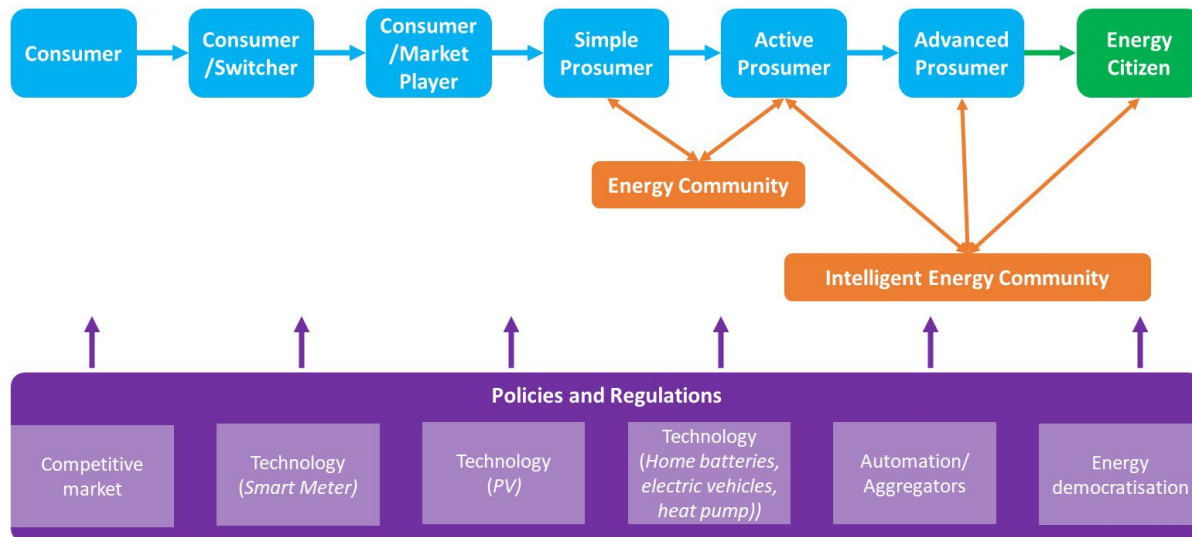 Consumer
Consumer
/Switcher
Consumer
/Market
Player
Simple
Prosumer
Active
Prosumer
Advanced
Prosumer
Energy
Citizen
Energy Community
Intelligent Energy Community
Policies and Regulations
Competitive
market
Technology
(Smart Meter)
Technology
(PV)
Technology
(Home batteries,
electric vehicles,
heat pump))
Automation/
Aggregators
Energy
democratisation